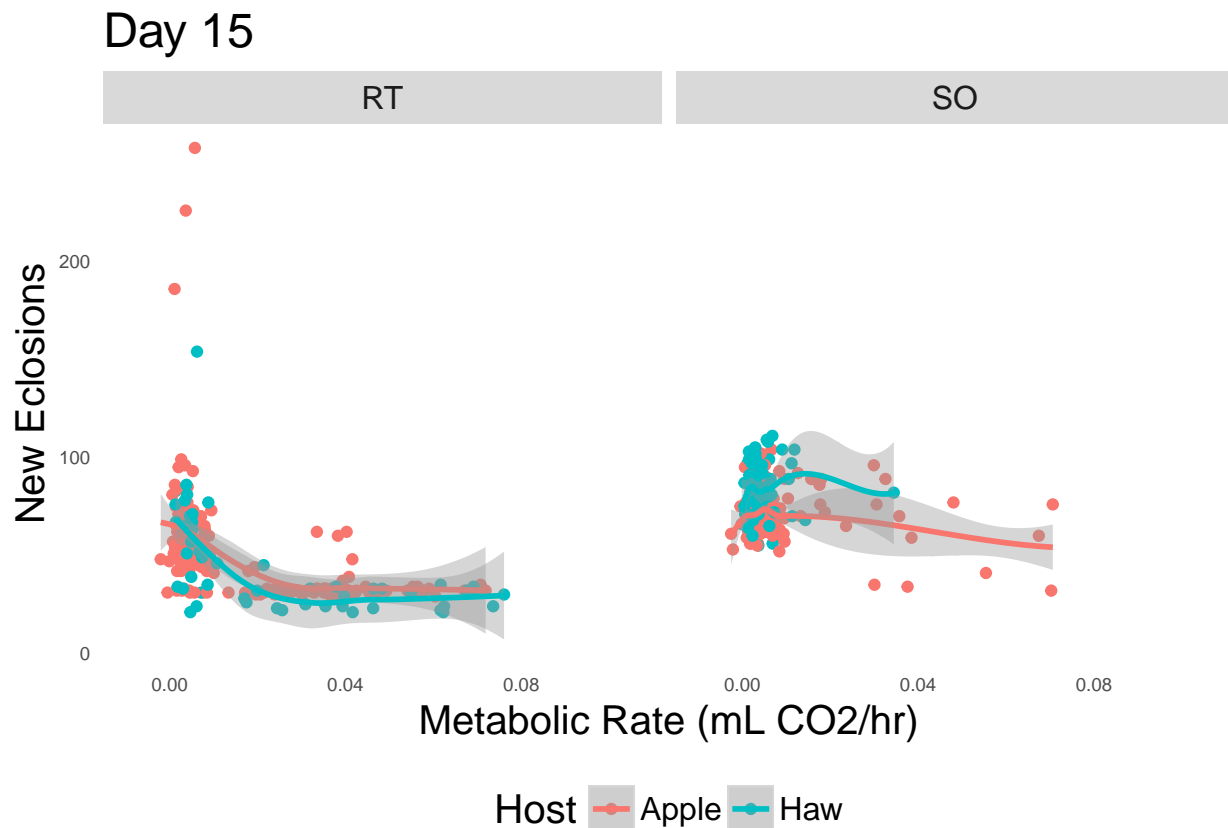 Day 15
RT
SO
New Eclosions
200
100
0
0.00 0.04 0.08
0.00 0.04 0.08
Metabolic Rate (mL CO2/hr)
Host Apple Haw